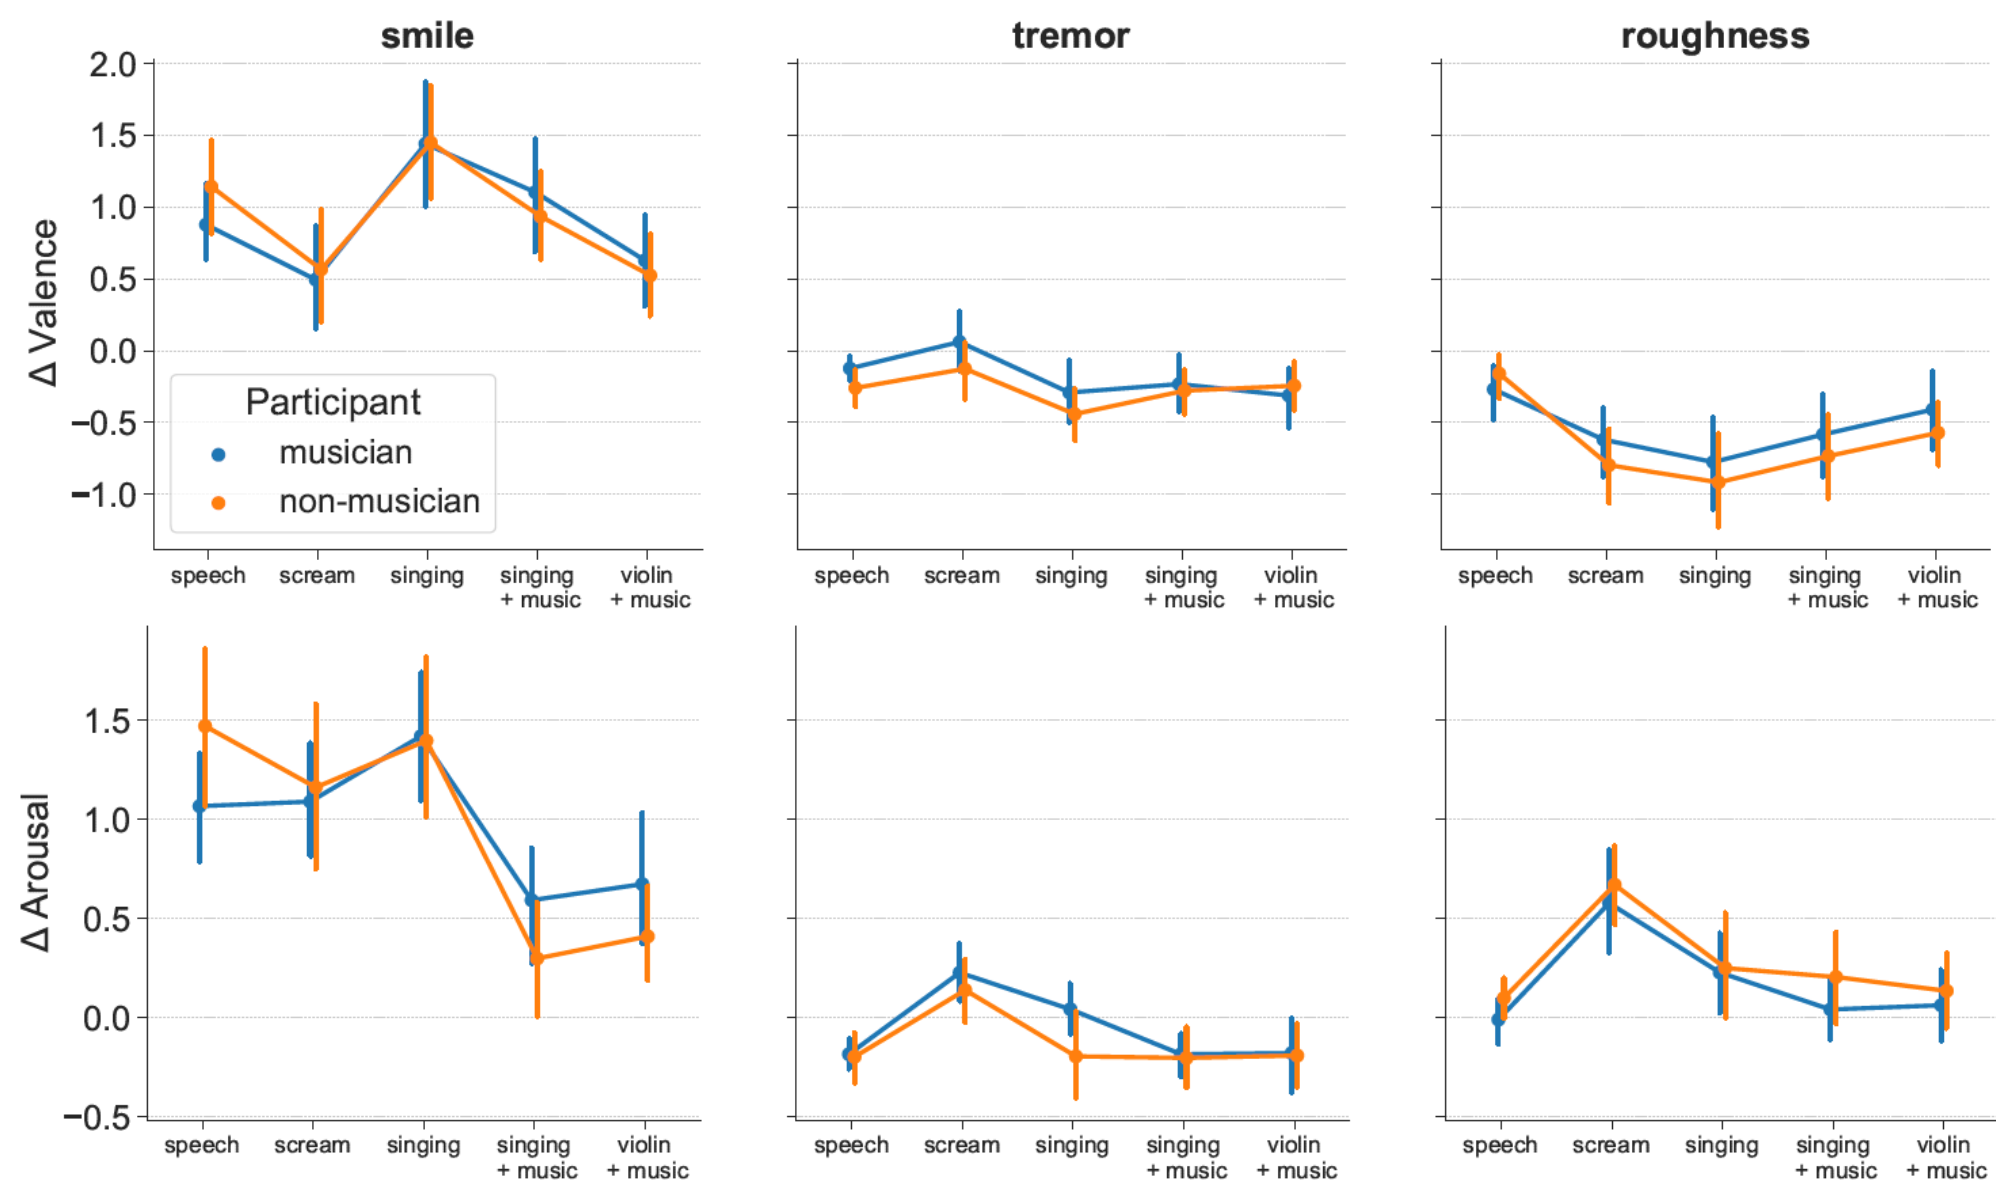 smile
tremor
roughness
Δ Valence
2.0
1.5
1.0
0.5
0.0
−0.5
−1.0
Participant
musician
non-musician
speech
scream
singing
singing
+ music
violin
+ music
speech
scream
singing
singing
+ music
violin
+ music
speech
scream
singing
singing
+ music
violin
+ music
Δ Arousal
1.5
1.0
0.5
0.0
−0.5
speech
scream
singing
singing
+ music
violin
+ music
speech
scream
singing
singing
+ music
violin
+ music
speech
scream
singing
singing
+ music
violin
+ music